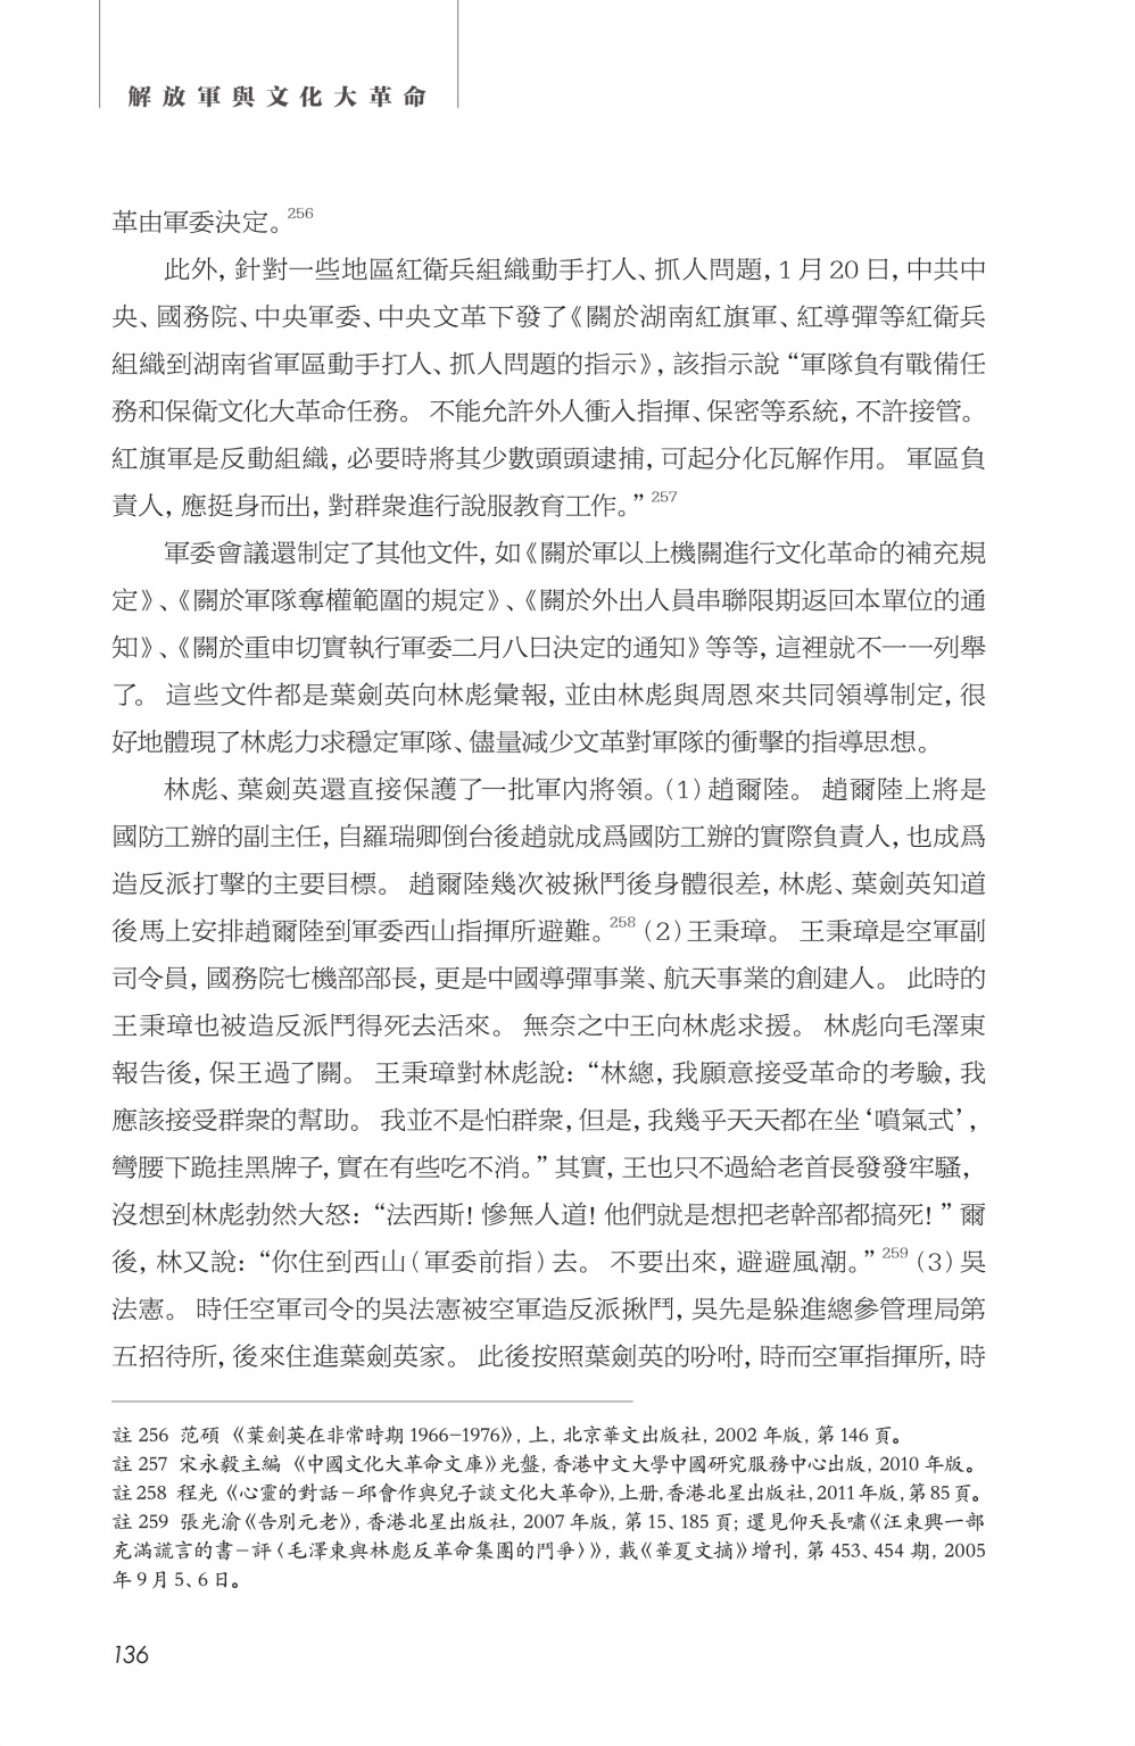 解放軍與文化大革命
革由軍委決定。256
此外, 針對一些地區紅衛兵組織動手打人、抓人問題, 1 月 20 日, 中共中
央、國務院、中央軍委、中央文革下發了《關於湖南紅旗軍、紅導彈等紅衛兵
組織到湖南省軍區動手打人、抓人問題的指示》, 該指示說 “軍隊負有戰備任
務和保衛文化大革命任務。 不能允許外人衝入指揮、保密等系統, 不許接管。
紅旗軍是反動組織, 必要時將其少數頭頭逮捕, 可起分化瓦解作用。 軍區負
責人, 應挺身而出, 對群衆進行說服教育工作。” 257
軍委會議還制定了其他文件, 如《關於軍以上機關進行文化革命的補充規
定》、《關於軍隊奪權範圍的規定》、《關於外出人員串聯限期返回本單位的通
知》、《關於重申切實執行軍委二月八日決定的通知》等等, 這裡就不一一列舉
了。 這些文件都是葉劍英向林彪彙報, 並由林彪與周恩來共同領導制定, 很
好地體現了林彪力求穩定軍隊、儘量減少文革對軍隊的衝擊的指導思想。
林彪、葉劍英還直接保護了一批軍內將領。(1) 趙爾陸。 趙爾陸上將是
國防工辦的副主任, 自羅瑞卿倒台後趙就成爲國防工辦的實際負責人, 也成爲
造反派打擊的主要目標。 趙爾陸幾次被揪鬥後身體很差, 林彪、葉劍英知道
後馬上安排趙爾陸到軍委西山指揮所避難。258 (2) 王秉璋。 王秉璋是空軍副
司令員, 國務院七機部部長, 更是中國導彈事業、航天事業的創建人。 此時的
王秉璋也被造反派鬥得死去活來。 無奈之中王向林彪求援。 林彪向毛澤東
報告後, 保王過了關。 王秉璋對林彪說: “林總, 我願意接受革命的考驗, 我
應該接受群衆的幫助。 我並不是怕群衆, 但是, 我幾乎天天都在坐 ‘噴氣式’,
彎腰下跪挂黑牌子, 實在有些吃不消。” 其實, 王也只不過給老首長發發牢騷,
沒想到林彪勃然大怒: “法西斯! 慘無人道! 他們就是想把老幹部都搞死! ” 爾
後, 林又說: “你住到西山 (軍委前指) 去。 不要出來, 避避風潮。” 259 (3) 吳
法憲。 時任空軍司令的吳法憲被空軍造反派揪鬥, 吳先是躲進總參管理局第
五招待所, 後來住進葉劍英家。 此後按照葉劍英的吩咐, 時而空軍指揮所, 時
註 256 范碩 《葉劍英在非常時期 1966–1976》, 上, 北京華文出版社, 2002 年版, 第 146 頁。
註 257 宋永毅主編 《中國文化大革命文庫》光盤, 香港中文大學中國研究服務中心出版, 2010 年版。
註 258 程光《心靈的對話–邱會作與兒子談文化大革命》, 上册, 香港北星出版社, 2011 年版, 第 85 頁。
註 259 張光渝《告別元老》, 香港北星出版社, 2007 年版, 第 15、185 頁; 還見仰天長嘯《汪東興一部
充滿謊言的書–評〈毛澤東與林彪反革命集團的鬥爭〉》, 載《華夏文摘》增刊, 第 453、454 期, 2005
年 9 月 5、6 日。
136